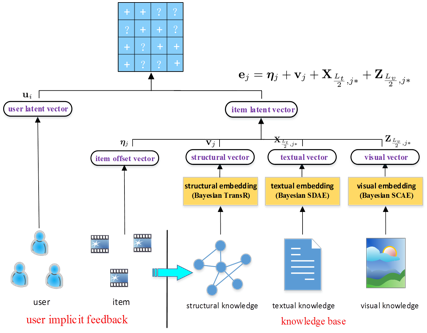 + ? ? +
? + ? ?
? ? + +
+ ? + ?
e_j = η_j + v_j + X_{L_t/2, j*} + Z_{L_v/2, j*}
u_i
user latent vector
item latent vector
η_j
v_j
X_{L_t/2, j*}
Z_{L_v/2, j*}
item offset vector
structural vector
textual vector
visual vector
structural embedding
(Bayesian TransR)
textual embedding
(Bayesian SDAE)
visual embedding
(Bayesian SCAE)
user
item
structural knowledge
textual knowledge
visual knowledge
user implicit feedback
knowledge base